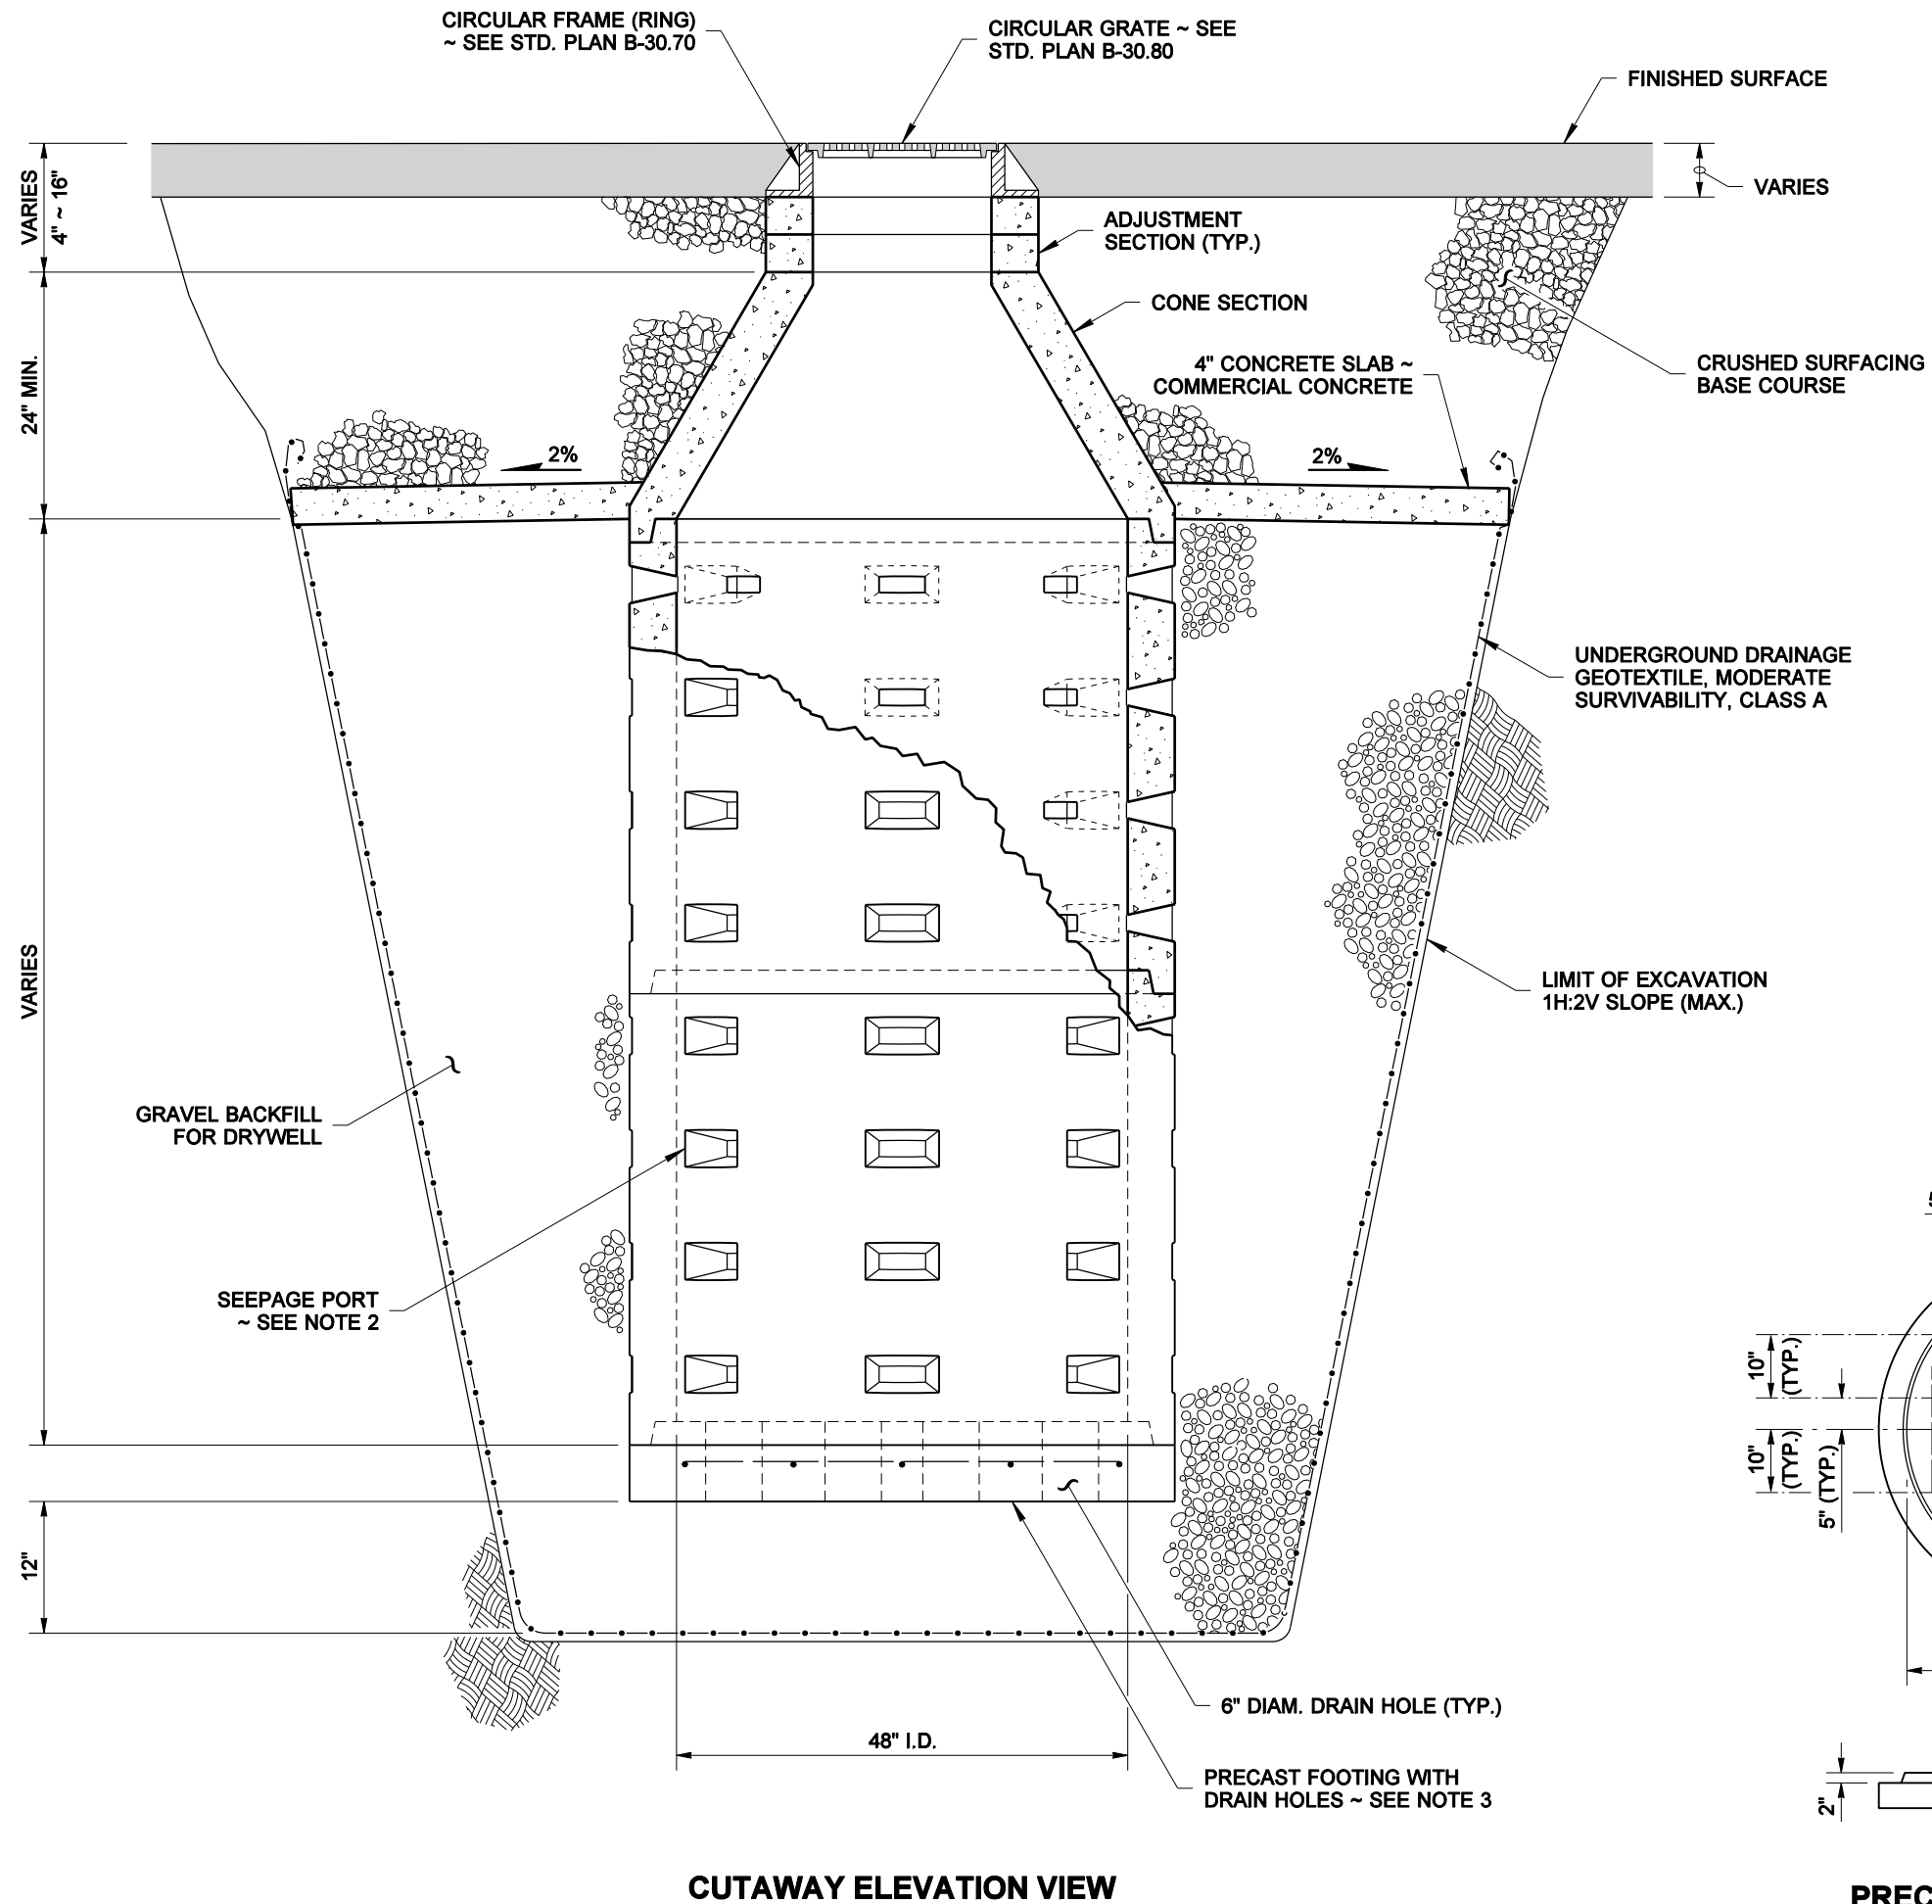 CIRCULAR FRAME (RING)
~ SEE STD. PLAN B-30.70
CIRCULAR GRATE ~ SEE
STD. PLAN B-30.80
FINISHED SURFACE
VARIES
4" ~ 16"
VARIES
ADJUSTMENT
SECTION (TYP.)
CONE SECTION
4" CONCRETE SLAB ~
COMMERCIAL CONCRETE
CRUSHED SURFACING
BASE COURSE
24" MIN.
2%
2%
UNDERGROUND DRAINAGE
GEOTEXTILE, MODERATE
SURVIVABILITY, CLASS A
VARIES
LIMIT OF EXCAVATION
1H:2V SLOPE (MAX.)
GRAVEL BACKFILL
FOR DRYWELL
SEEPAGE PORT
~ SEE NOTE 2
10"
(TYP.)
10"
(TYP.)
5" (TYP.)
12"
6" DIAM. DRAIN HOLE (TYP.)
48" I.D.
PRECAST FOOTING WITH
DRAIN HOLES ~ SEE NOTE 3
2"
CUTAWAY ELEVATION VIEW